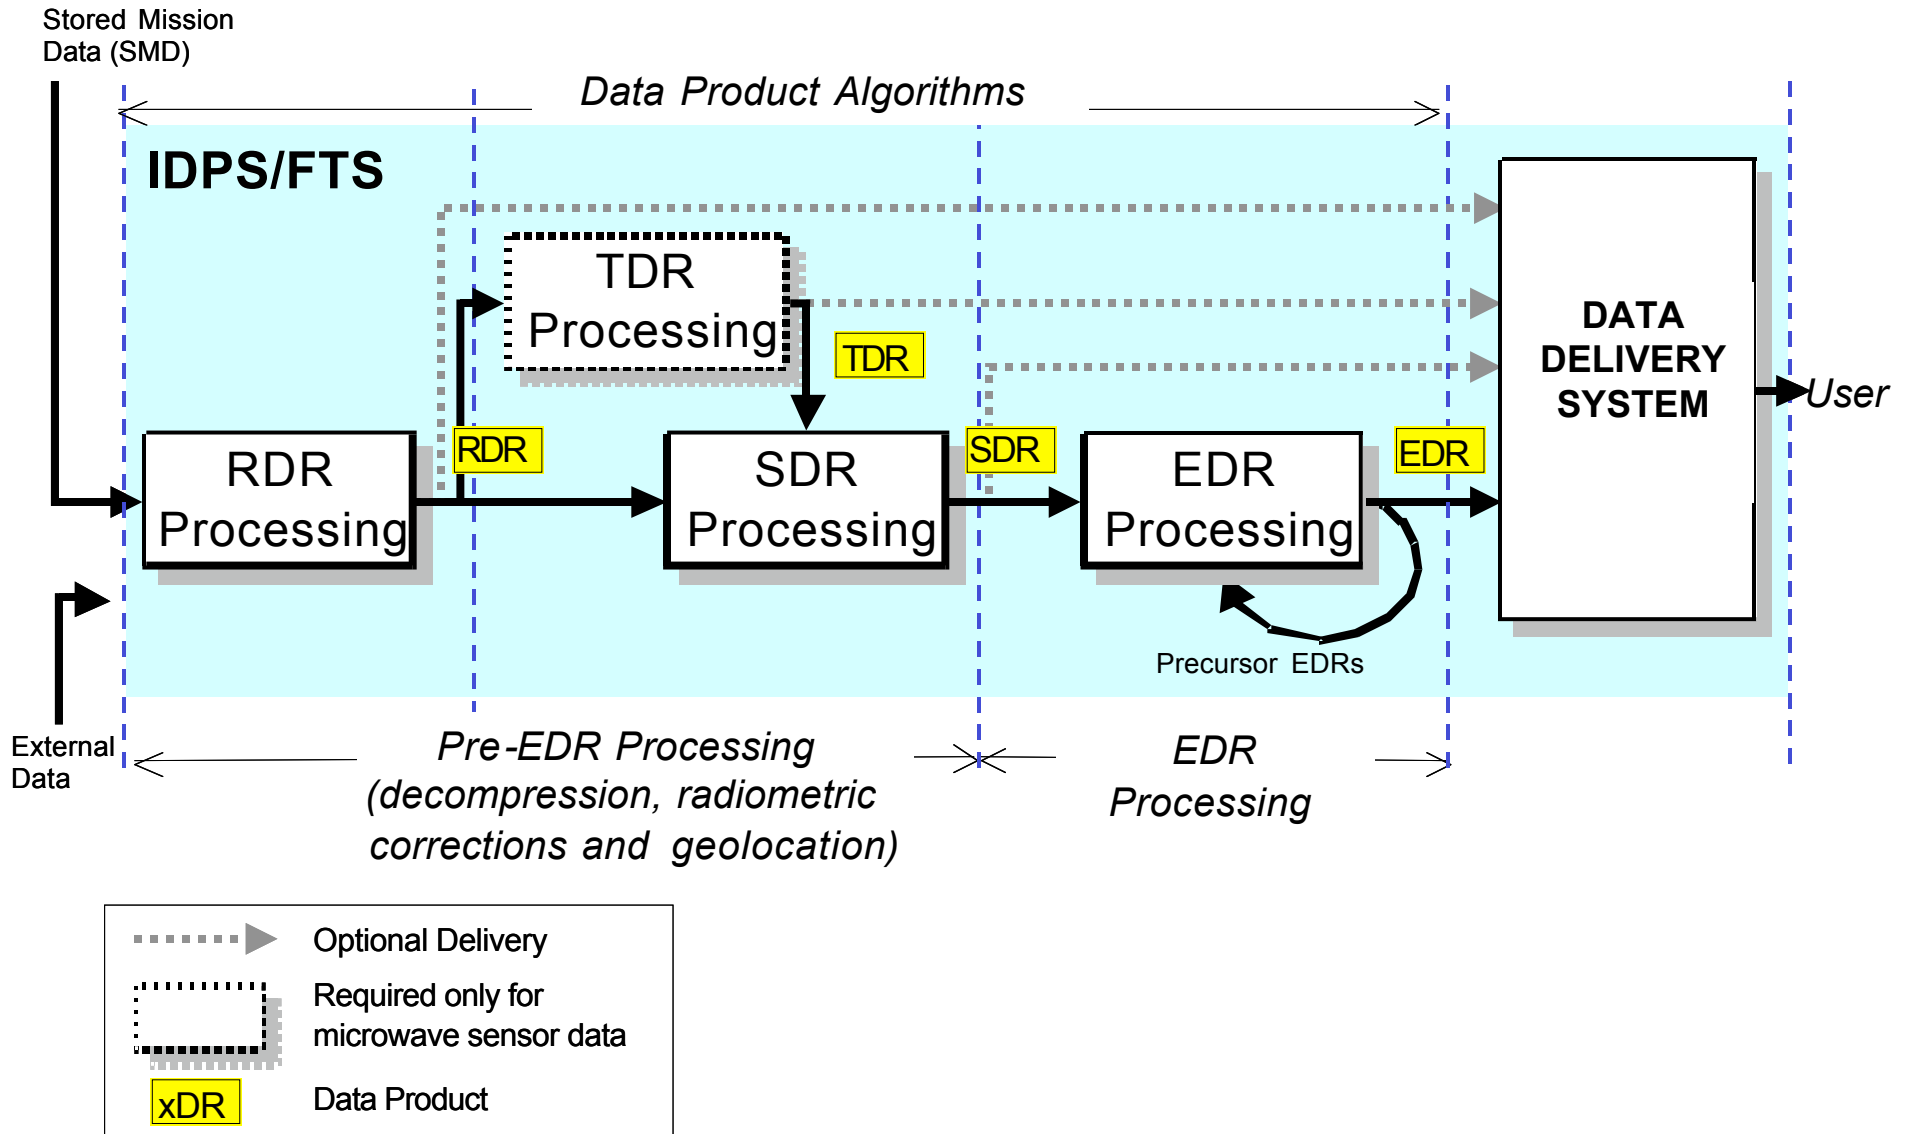 Stored Mission
Data (SMD)
Data Product Algorithms
IDPS/FTS
TDR
Processing
TDR
DATA
DELIVERY
SYSTEM
User
RDR
Processing
RDR
SDR
Processing
SDR
EDR
Processing
EDR
Precursor EDRs
External
Data
Pre-EDR Processing
(decompression, radiometric
corrections and geolocation)
EDR
Processing
Optional Delivery
Required only for
microwave sensor data
xDR
Data Product